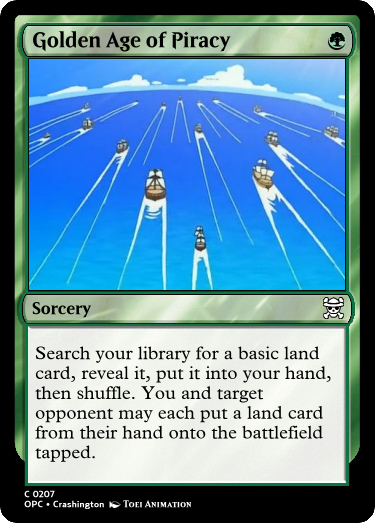 Golden Age of Piracy
Sorcery
Search your library for a basic land
card, reveal it, put it into your hand,
then shuffle. You and target
opponent may each put a land card
from their hand onto the battlefield
tapped.
C 0207
OPC • Crashington TOEI ANIMATION